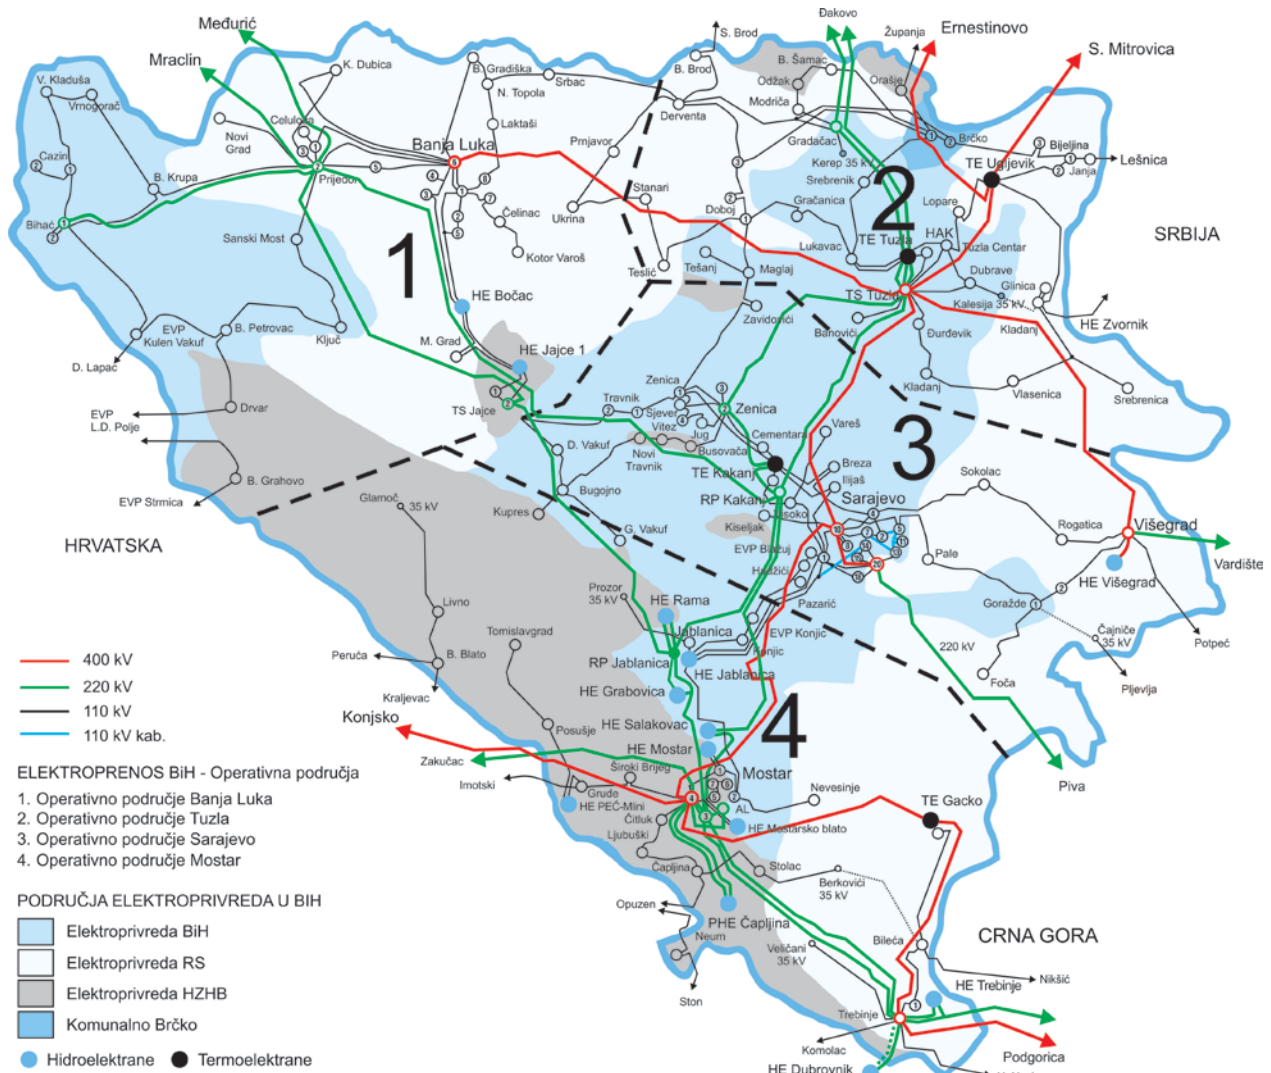 Međurić
Mraclin
Đakovo
Županja
Ernestinovo
S. Mitrovica
S. Brod
B. Brod
B. Šamac
Odžak
Orašje
Modriča
V. Kladuša
Vrnogorač
K. Dubica
B. Gradiška
Srbac
N. Topola
Derventa
Laktaši
Prnjavor
Novi
Grad
Celuloza
Banja Luka
Gradačac
Brčko
Bijeljina
Lešnica
Janja
Kerep 35 kV
TE Ugljevik
Cazin
B. Krupa
Prijedor
Srebrenik
2
Stanari
Lopare
Bihać
Čelinac
Ukrina
Doboj
Gračanica
Sanski Most
1
Kotor Varoš
Teslić
Tešanj
Maglaj
Lukavac
TE Tuzla
HAK
Tuzla Centar
SRBIJA
Dubrave
Glinica
TS Tuzla
Kalesija 35 kV
HE Bočac
Zavidovići
Banovići
Kladanj
HE Zvornik
Đurđevik
EVP
Kulen Vakuf
B. Petrovac
Ključ
M. Grad
HE Jajce 1
D. Lapac
Zenica
3
Kladanj
Vlasenica
Srebrenica
TS Jajce
Travnik
Sjever
Zenica
EVP
L.D. Polje
Drvar
Vitez
Jug
Cementara
Vareš
D. Vakuf
Novi
Travnik
Busovača
Breza
TE Kakanj
Ilijaš
Sokolac
EVP Strmica
B. Grahovo
Glamoč
35 kV
Bugojno
RP Kakanj
Sarajevo
Kupres
Visoko
Kiseljak
G. Vakuf
Rogatica
Višegrad
HRVATSKA
EVP Blažuj
Pale
Vardište
Hadžići
HE Višegrad
Prozor
35 kV
HE Rama
Pazarić
Goražde
Livno
Čajniče
35 kV
Potpeć
Tomislavgrad
Jablanica
EVP Konjic
220 kV
Peruća
B. Blato
RP Jablanica
Konjic
HE Jablanica
Foča
Pljevlja
Kraljevac
HE Grabovica
400 kV
220 kV
110 kV
110 kV kab.
Konjsko
Posušje
HE Salakovac
4
HE Mostar
Zakučac
Široki Brijeg
Mostar
Piva
Imotski
Grude
Nevesinje
HE PEĆ-Mlini
TE Gacko
AL
Čitluk
HE Mostarsko blato
Ljubuški
Čapljina
Stolac
Berkovići
35 kV
Opuzen
PHE Čapljina
Neum
Veličani
35 kV
Bileća
CRNA GORA
Nikšić
HE Trebinje
Ston
Trebinje
Komolac
Podgorica
HE Dubrovnik
ELEKTROPRENOS BiH - Operativna područja
1. Operativno područje Banja Luka
2. Operativno područje Tuzla
3. Operativno područje Sarajevo
4. Operativno područje Mostar
PODRUČJA ELEKTROPRIVREDA U BIH
Elektroprivreda BiH
Elektroprivreda RS
Elektroprivreda HZHB
Komunalno Brčko
Hidroelektrane
Termoelektrane